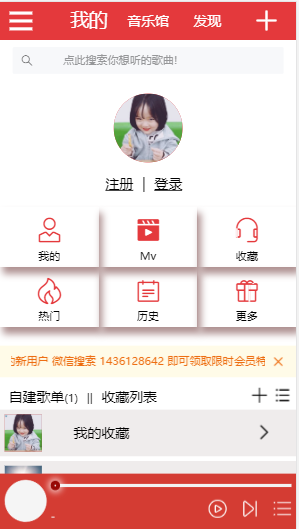 我的 音乐馆 发现
点此搜索你想听的歌曲!
注册 | 登录
我的 Mv 收藏
热门 历史 更多
新用户 微信搜索 1436128642 即可领取限时会员特
自建歌单(1) || 收藏列表
我的收藏
-